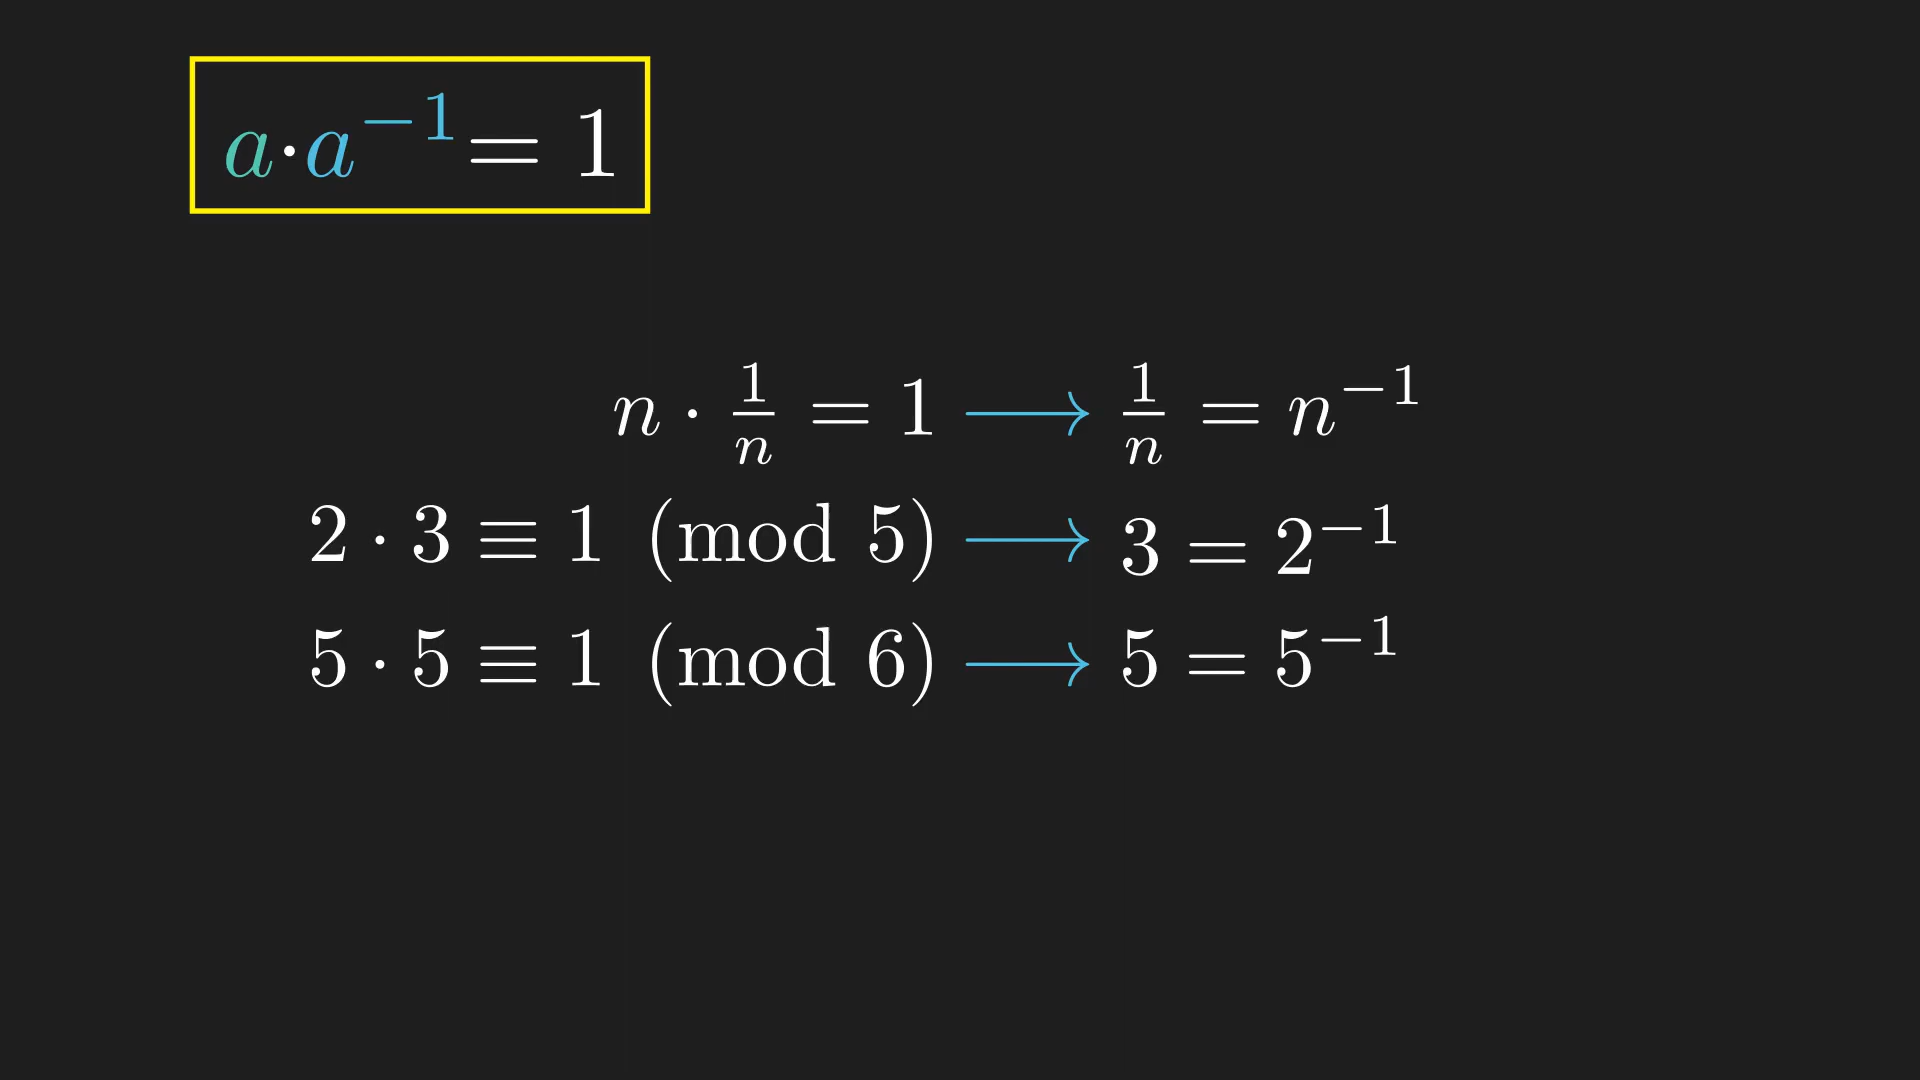 a·a⁻¹= 1
n · 1/n = 1 ⟶ 1/n = n⁻¹
2 · 3 ≡ 1 (mod 5) ⟶ 3 = 2⁻¹
5 · 5 ≡ 1 (mod 6) ⟶ 5 = 5⁻¹